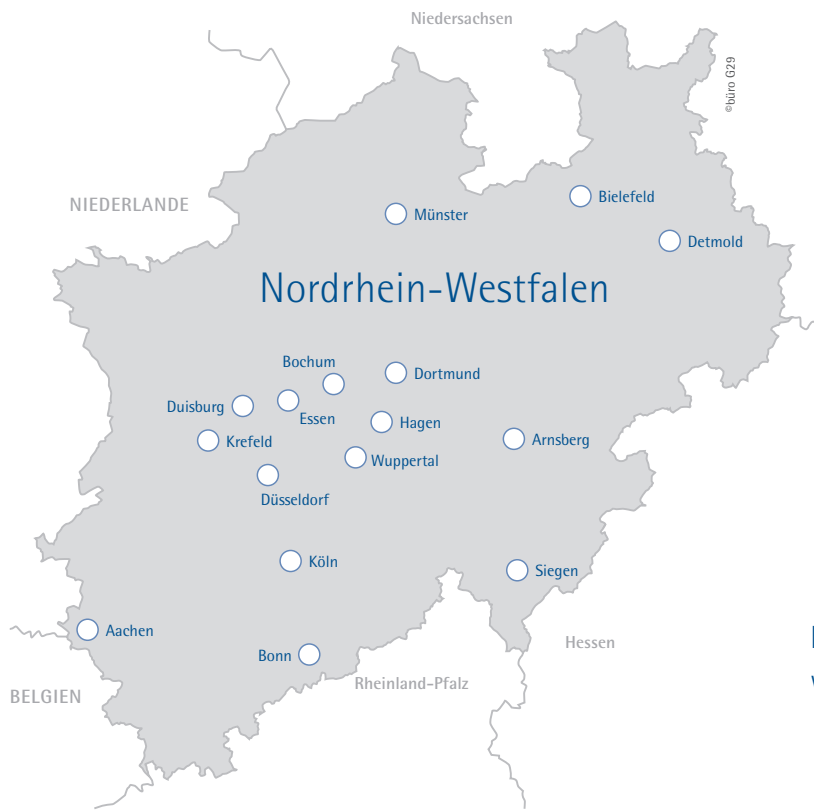 Niedersachsen
©büro G29
NIEDERLANDE
Bielefeld
Münster
Detmold
Nordrhein-Westfalen
Bochum
Dortmund
Duisburg
Essen
Hagen
Krefeld
Arnsberg
Wuppertal
Düsseldorf
Köln
Siegen
Aachen
Hessen
Bonn
Rheinland-Pfalz
BELGIEN